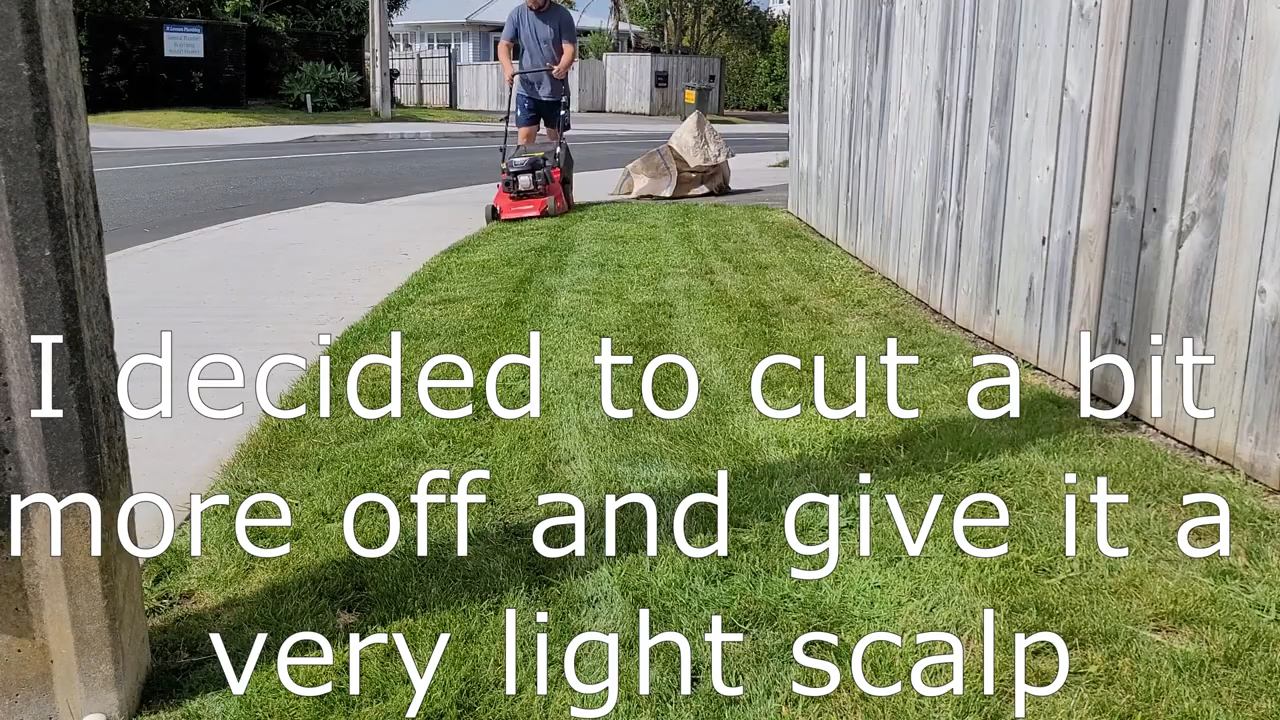 I decided to cut a bit
more off and give it a
very light scalp